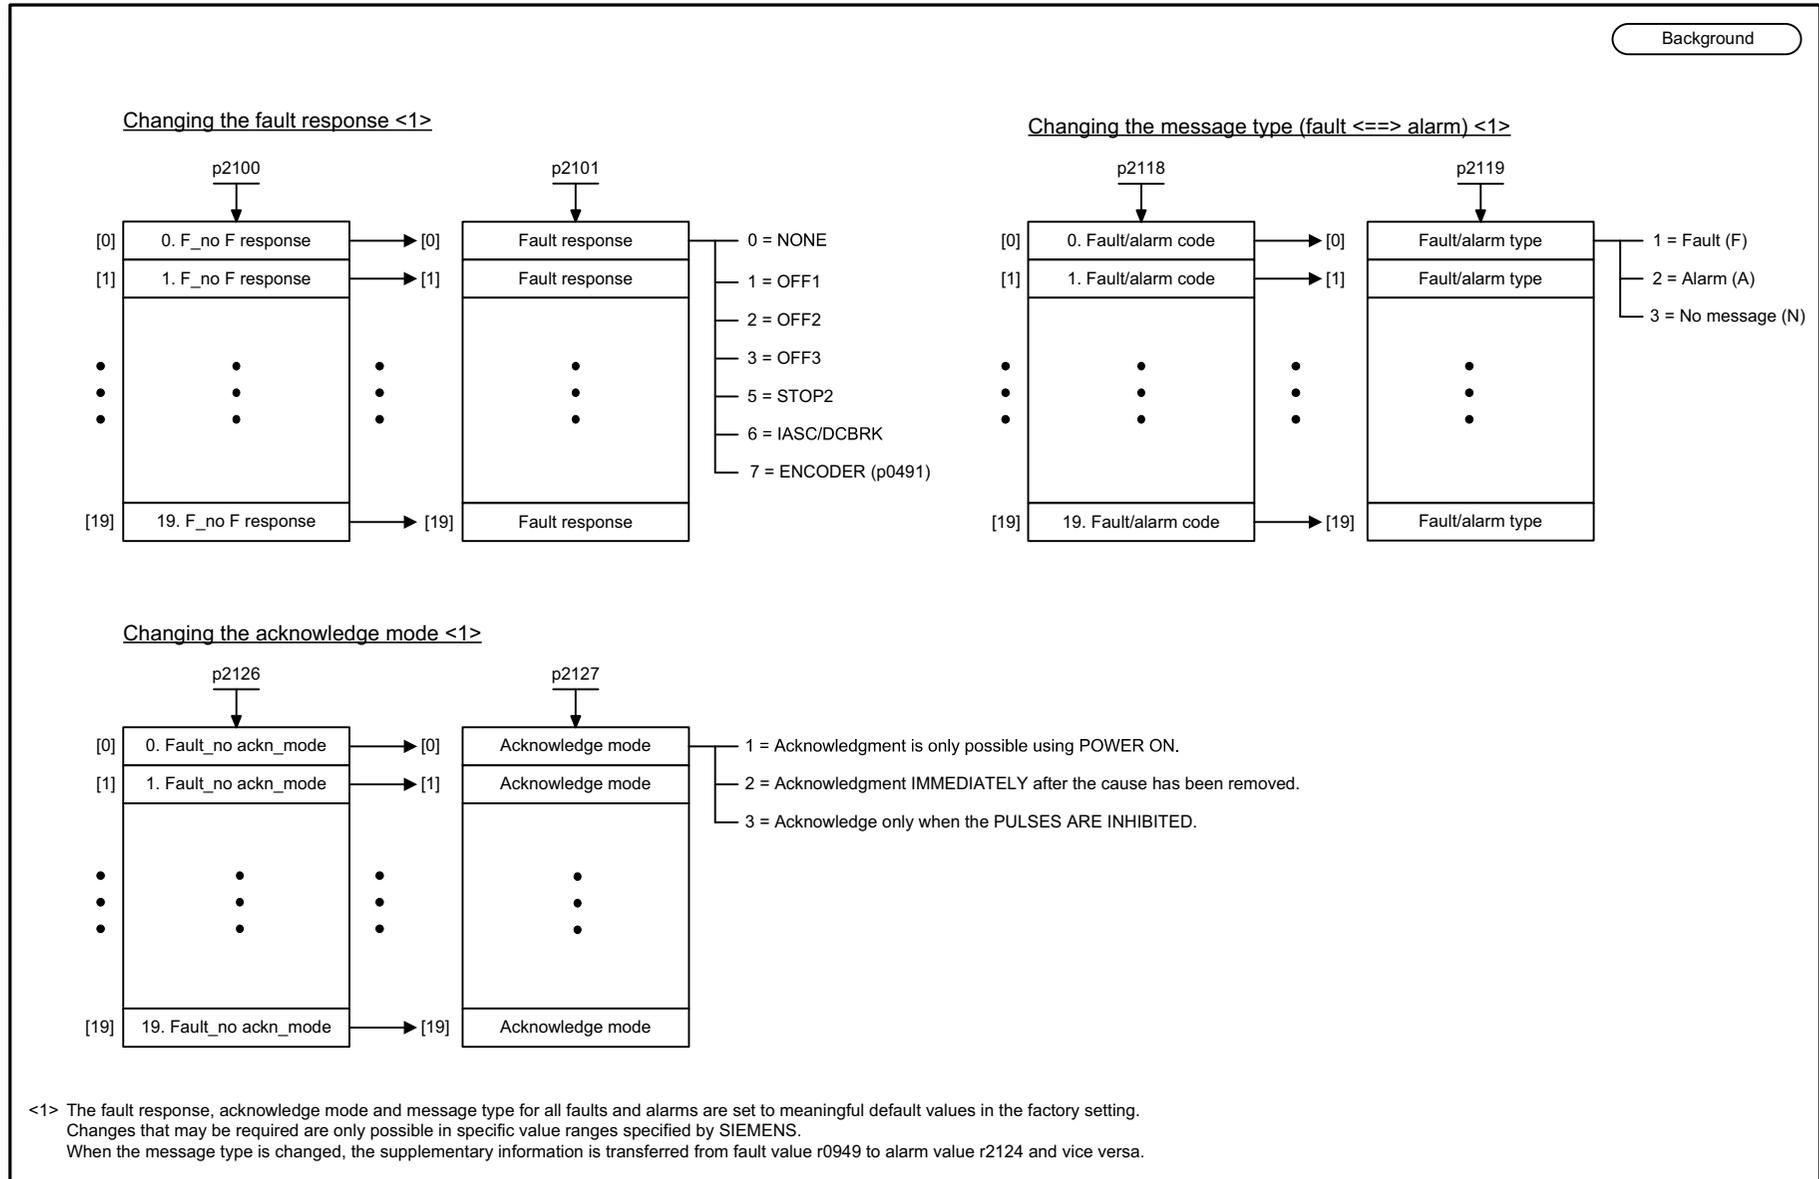 Background
Changing the fault response <1>
p2100
p2101
[0] 0. F_no F response [0] Fault response 0 = NONE
[1] 1. F_no F response [1] Fault response 1 = OFF1
2 = OFF2
3 = OFF3
5 = STOP2
6 = IASC/DCBRK
7 = ENCODER (p0491)
[19] 19. F_no F response [19] Fault response
Changing the message type (fault <==> alarm) <1>
p2118
p2119
[0] 0. Fault/alarm code [0] Fault/alarm type 1 = Fault (F)
[1] 1. Fault/alarm code [1] Fault/alarm type 2 = Alarm (A)
3 = No message (N)
[19] 19. Fault/alarm code [19] Fault/alarm type
Changing the acknowledge mode <1>
p2126
p2127
[0] 0. Fault_no ackn_mode [0] Acknowledge mode 1 = Acknowledgment is only possible using POWER ON.
[1] 1. Fault_no ackn_mode [1] Acknowledge mode 2 = Acknowledgment IMMEDIATELY after the cause has been removed.
3 = Acknowledge only when the PULSES ARE INHIBITED.
[19] 19. Fault_no ackn_mode [19] Acknowledge mode
<1> The fault response, acknowledge mode and message type for all faults and alarms are set to meaningful default values in the factory setting.
Changes that may be required are only possible in specific value ranges specified by SIEMENS.
When the message type is changed, the supplementary information is transferred from fault value r0949 to alarm value r2124 and vice versa.